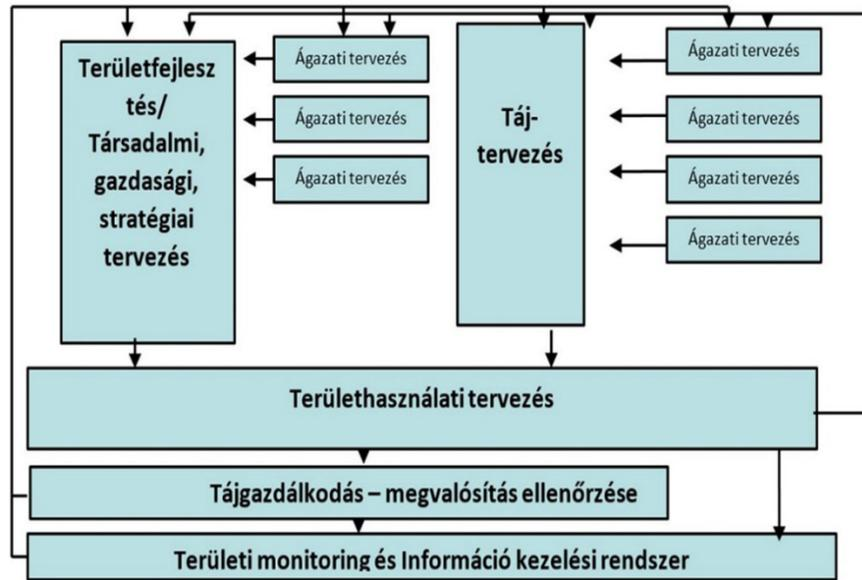 Területfejlesz
tés/
Társadalmi,
gazdasági,
stratégiai
tervezés
Ágazati tervezés
Ágazati tervezés
Ágazati tervezés
Táj-
tervezés
Ágazati tervezés
Ágazati tervezés
Ágazati tervezés
Ágazati tervezés
Területhasználati tervezés
Tájgazdálkodás – megvalósítás ellenőrzése
Területi monitoring és Információ kezelési rendszer